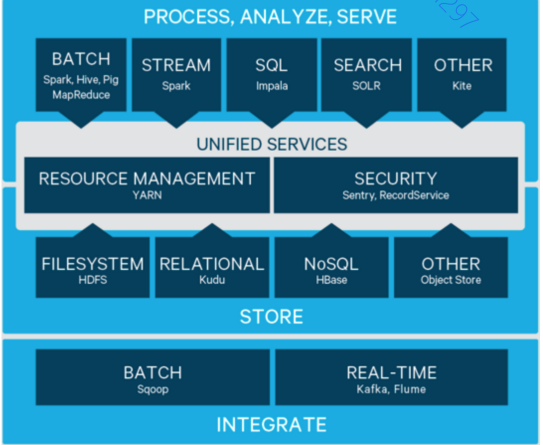 PROCESS, ANALYZE, SERVE
BATCH
Spark, Hive, Pig
MapReduce
STREAM
Spark
SQL
Impala
SEARCH
SOLR
OTHER
Kite
UNIFIED SERVICES
RESOURCE MANAGEMENT
YARN
SECURITY
Sentry, RecordService
FILESYSTEM
HDFS
RELATIONAL
Kudu
NoSQL
HBase
OTHER
Object Store
STORE
BATCH
Sqoop
REAL-TIME
Kafka, Flume
INTEGRATE